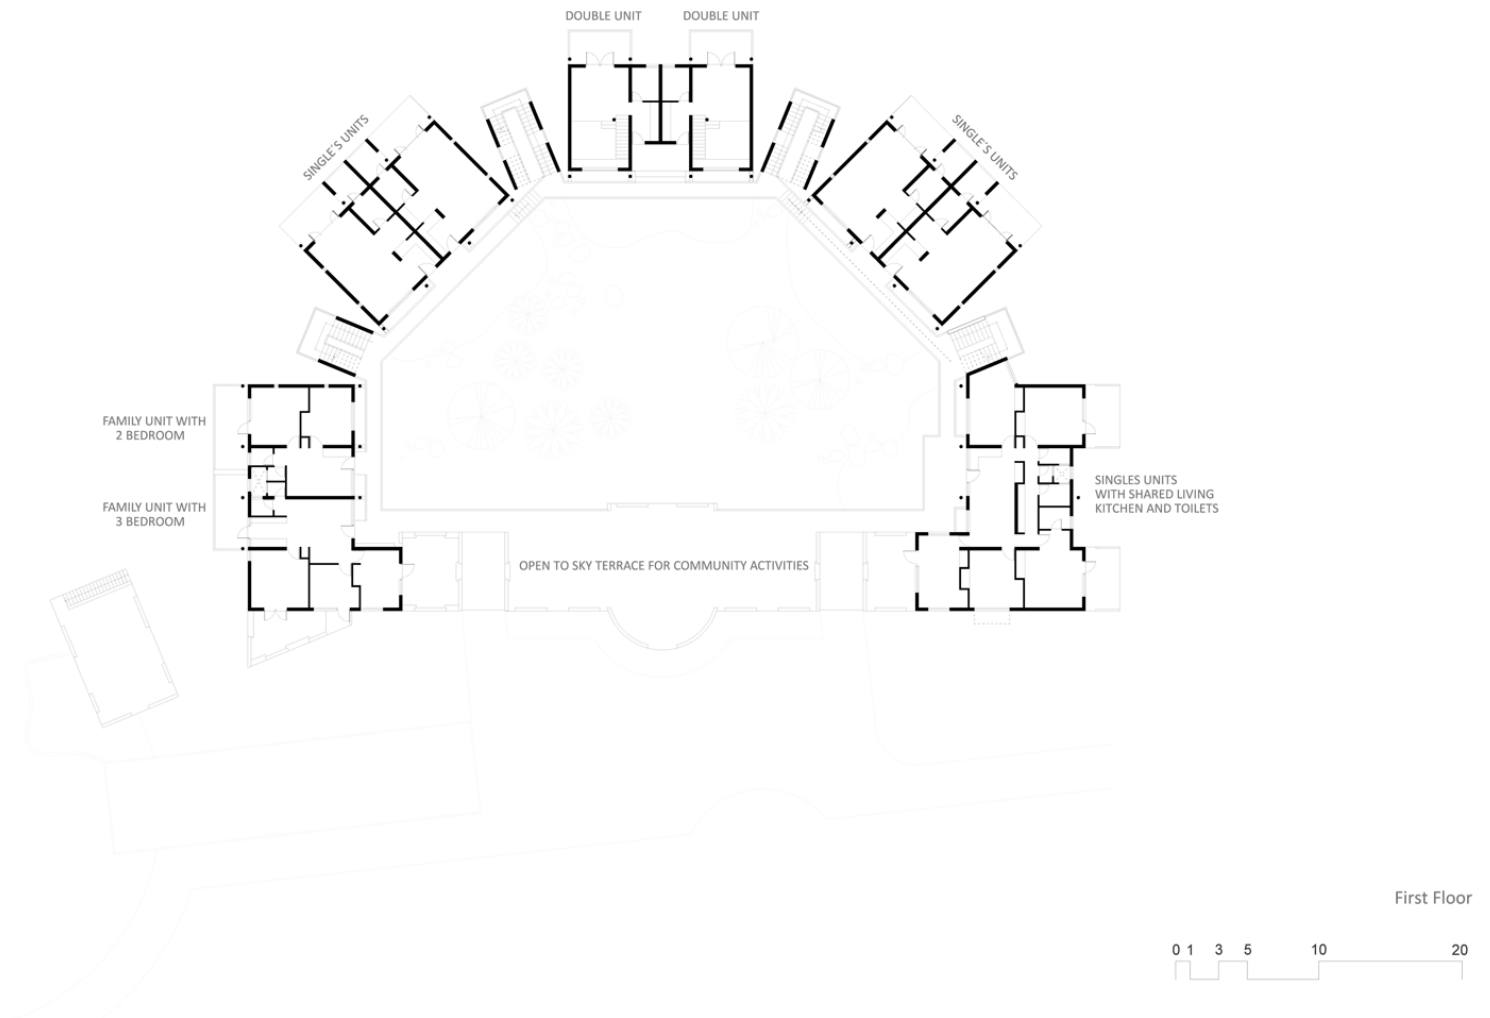 DOUBLE UNIT
DOUBLE UNIT
SINGLE´S UNITS
SINGLE´S UNITS
FAMILY UNIT WITH
2 BEDROOM
FAMILY UNIT WITH
3 BEDROOM
SINGLES UNITS
WITH SHARED LIVING
KITCHEN AND TOILETS
OPEN TO SKY TERRACE FOR COMMUNITY ACTIVITIES
First Floor
0 1 3 5 10 20